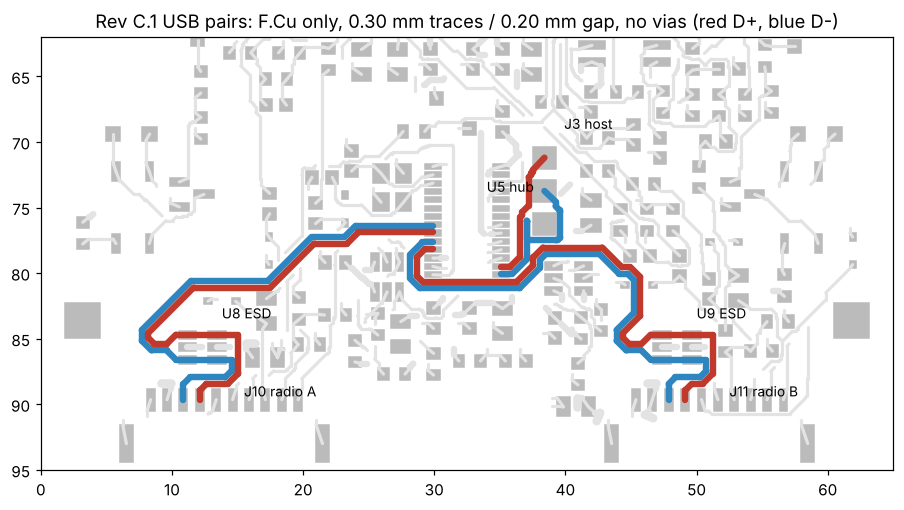 Rev C.1 USB pairs: F.Cu only, 0.30 mm traces / 0.20 mm gap, no vias (red D+, blue D-)
65
70
75
80
85
90
95
J3 host
U5 hub
U8 ESD
U9 ESD
J10 radio A
J11 radio B
0
10
20
30
40
50
60